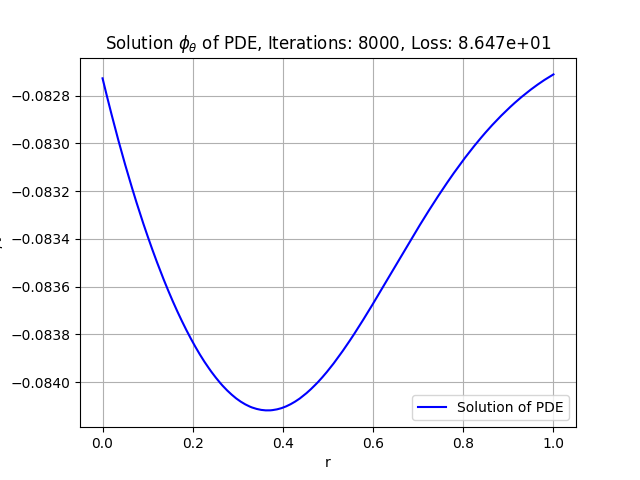 Solution $\phi_\theta$ of PDE, Iterations: 8000, Loss: 8.647e+01
−0.0828
−0.0830
−0.0832
−0.0834
−0.0836
−0.0838
−0.0840
0.0 0.2 0.4 0.6 0.8 1.0
r
Solution of PDE